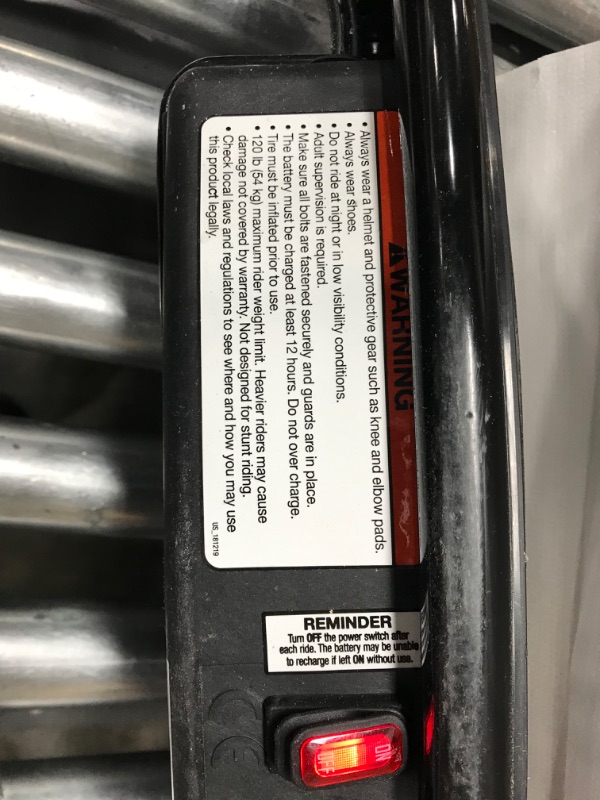 ⚠WARNING
• Always wear a helmet and protective gear such as knee and elbow pads.
• Always wear shoes.
• Do not ride at night or in low visibility conditions.
• Adult supervision is required.
• Make sure all bolts are fastened securely and guards are in place.
• The battery must be charged at least 12 hours. Do not over charge.
• Tire must be inflated prior to use.
• 120 lb (54 kg) maximum rider weight limit. Heavier riders may cause
damage not covered by warranty. Not designed for stunt riding.
• Check local laws and regulations to see where and how you may use
this product legally.
US_181219
REMINDER
Turn OFF the power switch after
each ride. The battery may be unable
to recharge if left ON without use.
CE
ON
OFF